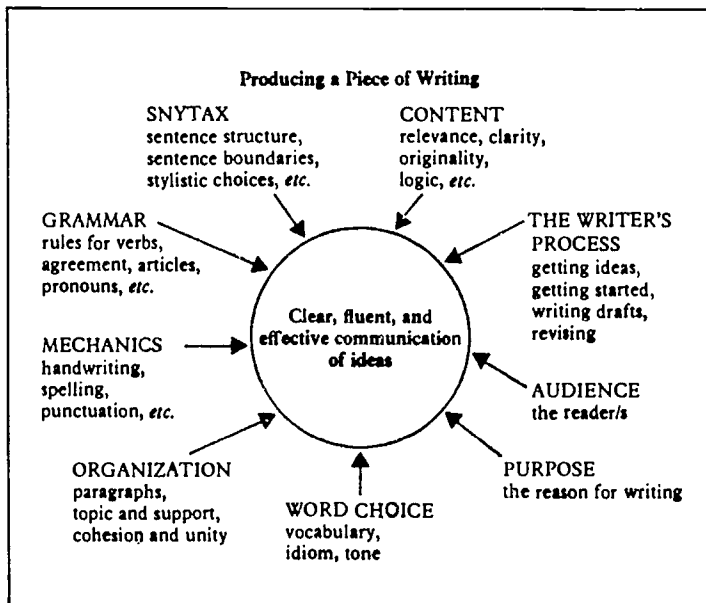 Producing a Piece of Writing
SNYTAX
sentence structure,
sentence boundaries,
stylistic choices, etc.
CONTENT
relevance, clarity,
originality,
logic, etc.
GRAMMAR
rules for verbs,
agreement, articles,
pronouns, etc.
THE WRITER'S
PROCESS
getting ideas,
getting started,
writing drafts,
revising
Clear, fluent, and
effective communication
of ideas
MECHANICS
handwriting,
spelling,
punctuation, etc.
AUDIENCE
the reader/s
ORGANIZATION
paragraphs,
topic and support,
cohesion and unity
WORD CHOICE
vocabulary,
idiom, tone
PURPOSE
the reason for writing